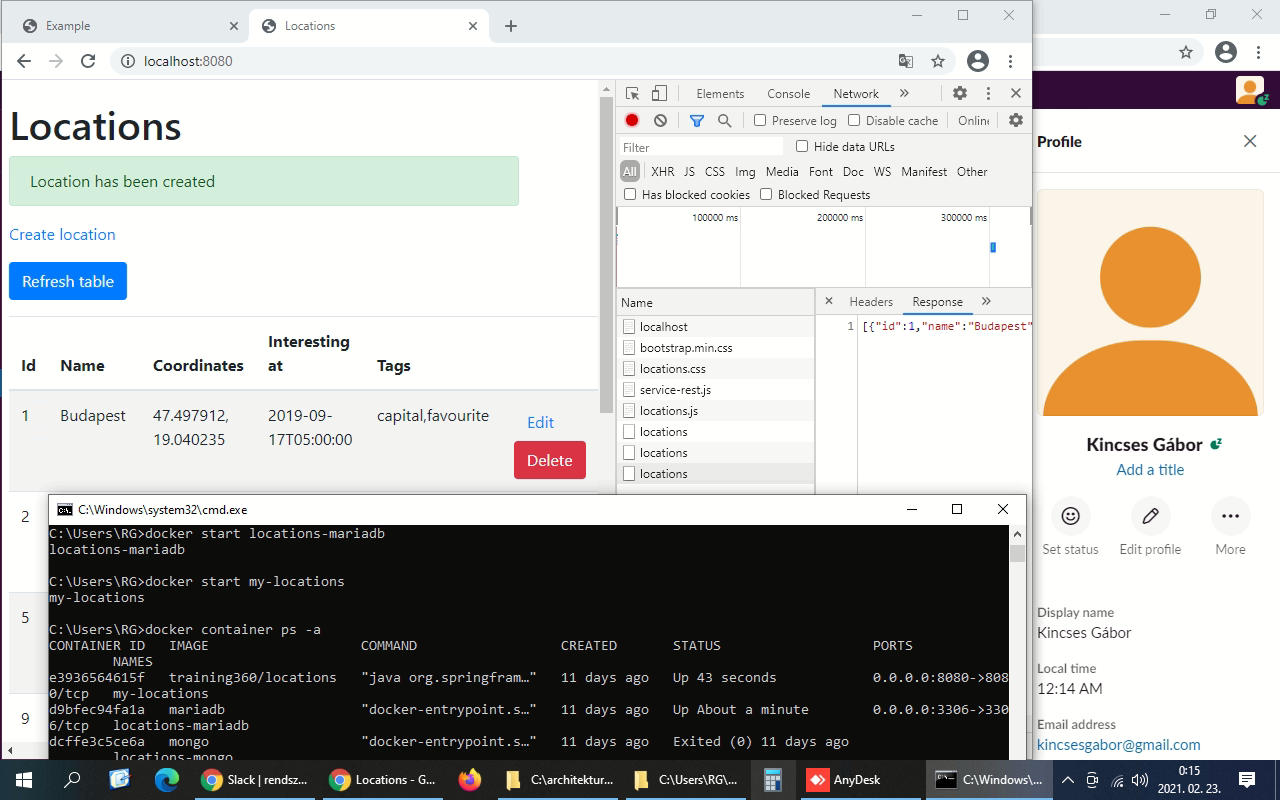 Example
Locations
localhost:8080
Locations
Location has been created
Create location
Refresh table
Id Name Coordinates Interesting at Tags
1 Budapest 47.497912, 19.040235 2019-09-17T05:00:00 capital,favourite Edit
Delete
2
5
9
Elements Console Network
Preserve log Disable cache Onlin
Filter Hide data URLs
All XHR JS CSS Img Media Font Doc WS Manifest Other
Has blocked cookies Blocked Requests
100000 ms 200000 ms 300000 ms
Name
localhost
bootstrap.min.css
locations.css
service-rest.js
locations.js
locations
locations
locations
Headers Response
1 [{"id":1,"name":"Budapest"
C:\Windows\system32\cmd.exe
C:\Users\RG>docker start locations-mariadb
locations-mariadb
C:\Users\RG>docker start my-locations
my-locations
C:\Users\RG>docker container ps -a
CONTAINER ID IMAGE COMMAND CREATED STATUS PORTS
NAMES
e3936564615f training360/locations "java org.springfram…" 11 days ago Up 43 seconds 0.0.0.0:8080->808
0/tcp my-locations
d9bfec94fa1a mariadb "docker-entrypoint.s…" 11 days ago Up About a minute 0.0.0.0:3306->330
6/tcp locations-mariadb
dcffe3c5ce6a mongo "docker-entrypoint.s…" 11 days ago Exited (0) 11 days ago
locations-mongo
Profile
Kincses Gábor
Add a title
Set status Edit profile More
Display name
Kincses Gábor
Local time
12:14 AM
Email address
kincsesgabor@gmail.com
Slack | rendsz...
Locations - G...
C:\architektur...
C:\Users\RG\...
AnyDesk
C:\Windows\...
0:15
2021. 02. 23.